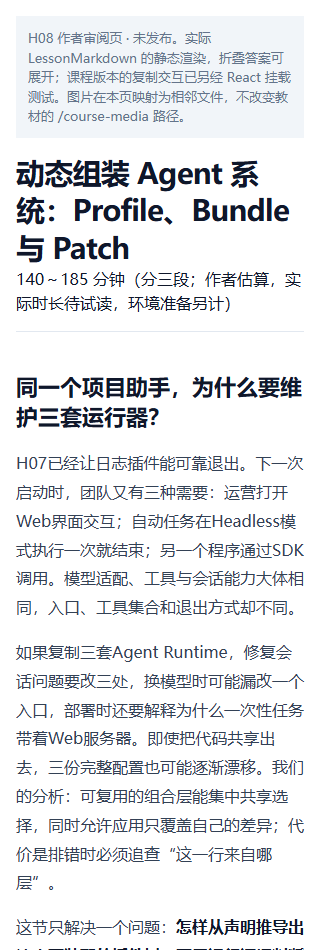 H08 作者审阅页 · 未发布。实际
LessonMarkdown 的静态渲染，折叠答案可
展开；课程版本的复制交互已另经 React 挂载
测试。图片在本页映射为相邻文件，不改变教
材的 /course-media 路径。
动态组装 Agent 系
统：Profile、Bundle
与 Patch
140～185 分钟（分三段；作者估算，实
际时长待试读，环境准备另计）
同一个项目助手，为什么要维
护三套运行器？
H07已经让日志插件能可靠退出。下一次
启动时，团队又有三种需要：运营打开
Web界面交互；自动任务在Headless模
式执行一次就结束；另一个程序通过SDK
调用。模型适配、工具与会话能力大体相
同，入口、工具集合和退出方式却不同。
如果复制三套Agent Runtime，修复会
话问题要改三处，换模型时可能漏改一个
入口，部署时还要解释为什么一次性任务
带着Web服务器。即使把代码共享出
去，三份完整配置也可能逐渐漂移。我们
的分析：可复用的组合层能集中共享选
择，同时允许应用只覆盖自己的差异；代
价是排错时必须追查“这一行来自哪
层”。
这节只解决一个问题：怎样从声明推导出